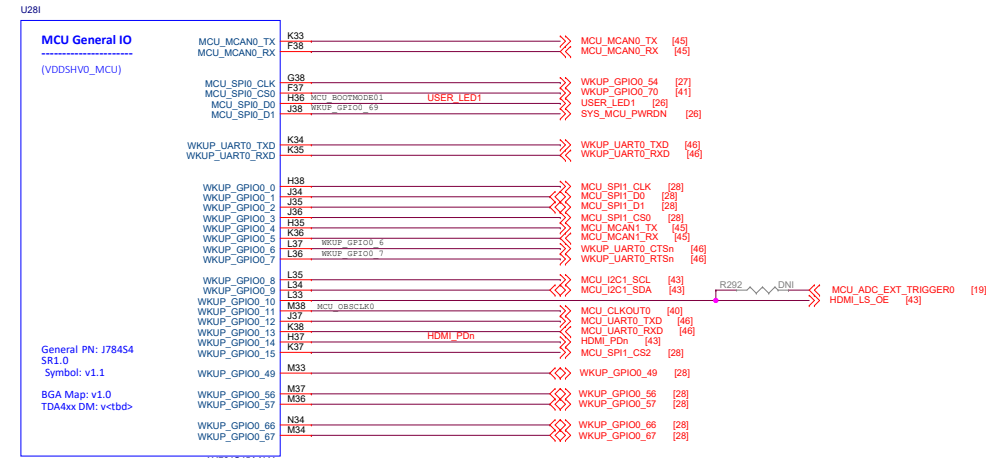 U28I
MCU General IO
----------------------
(VDDSHV0_MCU)
MCU_MCAN0_TX K33 MCU_MCAN0_TX [45]
MCU_MCAN0_RX F38 MCU_MCAN0_RX [45]
MCU_SPI0_CLK G38 WKUP_GPIO0_54 [27]
MCU_SPI0_CS0 F37 WKUP_GPIO0_70 [41]
MCU_SPI0_D0 H36 MCU_BOOTMODE01 USER_LED1 USER_LED1 [26]
MCU_SPI0_D1 J38 WKUP_GPIO0_69 SYS_MCU_PWRDN [26]
WKUP_UART0_TXD K34 WKUP_UART0_TXD [46]
WKUP_UART0_RXD K35 WKUP_UART0_RXD [46]
WKUP_GPIO0_0 H38 MCU_SPI1_CLK [28]
WKUP_GPIO0_1 J34 MCU_SPI1_D0 [28]
WKUP_GPIO0_2 J35 MCU_SPI1_D1 [28]
WKUP_GPIO0_3 J36 MCU_SPI1_CS0 [28]
WKUP_GPIO0_4 H35 MCU_MCAN1_TX [45]
WKUP_GPIO0_5 K36 MCU_MCAN1_RX [45]
WKUP_GPIO0_6 L37 WKUP_GPIO0_6 WKUP_UART0_CTSn [46]
WKUP_GPIO0_7 L36 WKUP_GPIO0_7 WKUP_UART0_RTSn [46]
WKUP_GPIO0_8 L35 MCU_I2C1_SCL [43]
WKUP_GPIO0_9 L34 MCU_I2C1_SDA [43] R292 DNI MCU_ADC_EXT_TRIGGER0 [19]
WKUP_GPIO0_10 L33 HDMI_LS_OE [43]
WKUP_GPIO0_11 M38 MCU_OBSCLK0 MCU_CLKOUT0 [40]
WKUP_GPIO0_12 J37 MCU_UART0_TXD [46]
WKUP_GPIO0_13 K38 MCU_UART0_RXD [46]
WKUP_GPIO0_14 H37 HDMI_PDn HDMI_PDn [43]
WKUP_GPIO0_15 K37 MCU_SPI1_CS2 [28]
General PN: J784S4
SR1.0
Symbol: v1.1
WKUP_GPIO0_49 M33 WKUP_GPIO0_49 [28]
BGA Map: v1.0
TDA4xx DM: v<tbd>
WKUP_GPIO0_56 M37 WKUP_GPIO0_56 [28]
WKUP_GPIO0_57 M36 WKUP_GPIO0_57 [28]
WKUP_GPIO0_66 N34 WKUP_GPIO0_66 [28]
WKUP_GPIO0_67 M34 WKUP_GPIO0_67 [28]